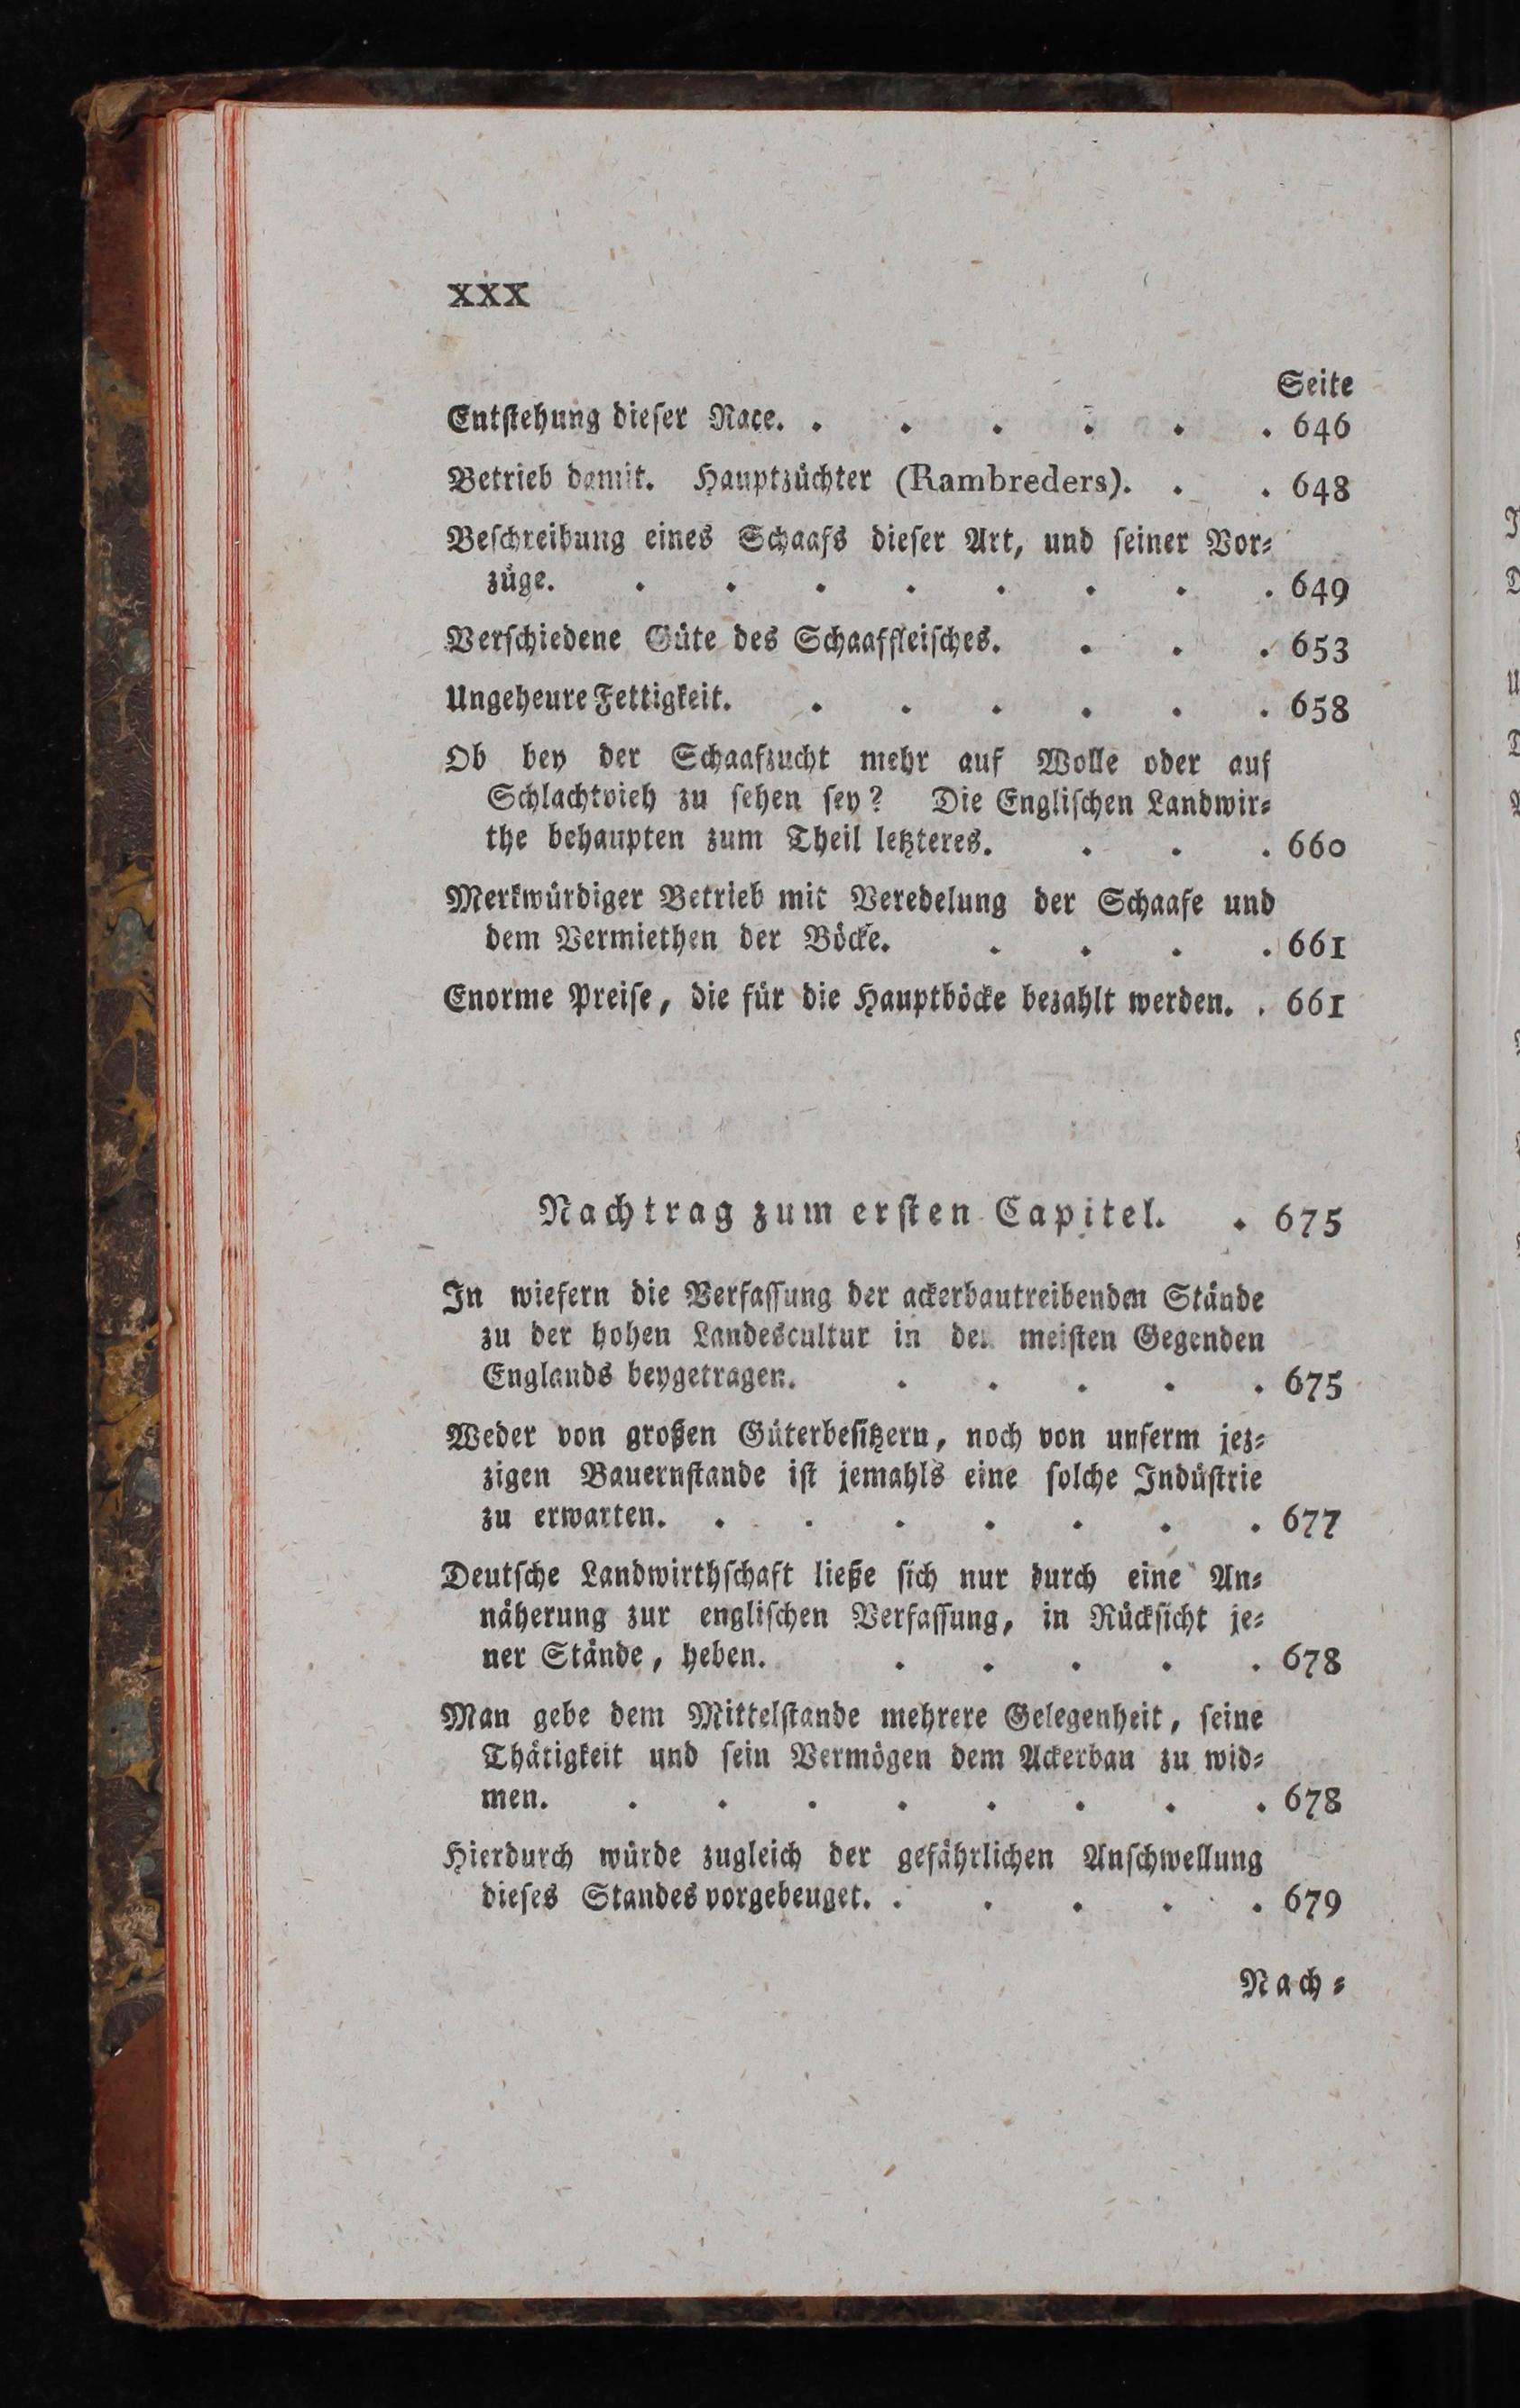 XXX
Seite
Entſtehung dieſer Race. . . . . . . 646
Betrieb damit. Hauptzüchter (Rambreders). . . 648
Beſchreibung eines Schaafs dieſer Art, und ſeiner Vor⸗
züge. . . . . . . . . 649
Verſchiedene Güte des Schaaffleiſches. . . . 653
Ungeheure Fettigkeit. . . . . . . 658
Ob bey der Schaafzucht mehr auf Wolle oder auf
Schlachtvieh zu ſehen ſey? Die Engliſchen Landwir⸗
the behaupten zum Theil letzteres. . . . 660
Merkwürdiger Betrieb mit Veredelung der Schaafe und
dem Vermiethen der Böcke. . . . . 661
Enorme Preiſe, die für die Hauptböcke bezahlt werden. . 661
Nachtrag zum erſten Capitel. . 675
In wiefern die Verfaſſung der ackerbautreibenden Stände
zu der hohen Landescultur in den meiſten Gegenden
Englands beygetragen. . . . . . 675
Weder von großen Güterbeſitzern, noch von unſerm jez⸗
zigen Bauernſtande iſt jemahls eine ſolche Indüſtrie
zu erwarten. . . . . . . . 677
Deutſche Landwirthſchaft ließe ſich nur durch eine An⸗
näherung zur engliſchen Verfaſſung, in Rückſicht je⸗
ner Stände, heben. . . . . . 678
Man gebe dem Mittelſtande mehrere Gelegenheit, ſeine
Thätigkeit und ſein Vermögen dem Ackerbau zu wid⸗
men. . . . . . . . . 678
Hierdurch würde zugleich der gefährlichen Anſchwellung
dieſes Standes vorgebeuget. . . . . . 679
Nach⸗